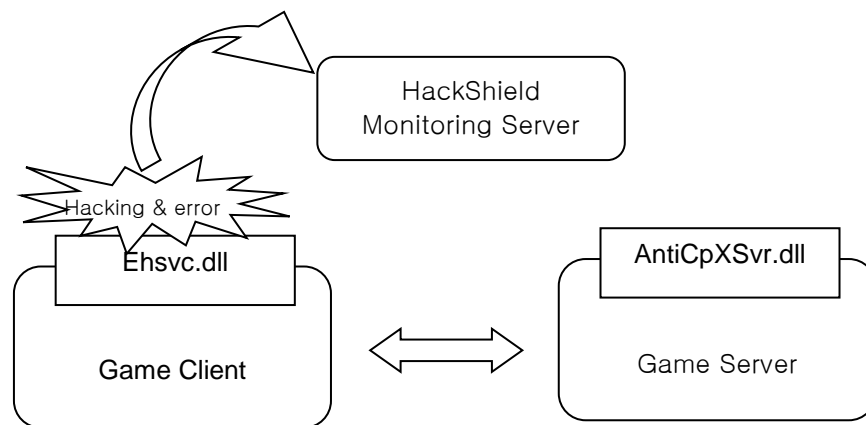 HackShield
Monitoring Server
Hacking & error
Ehsvc.dll
AntiCpXSvr.dll
Game Client
Game Server